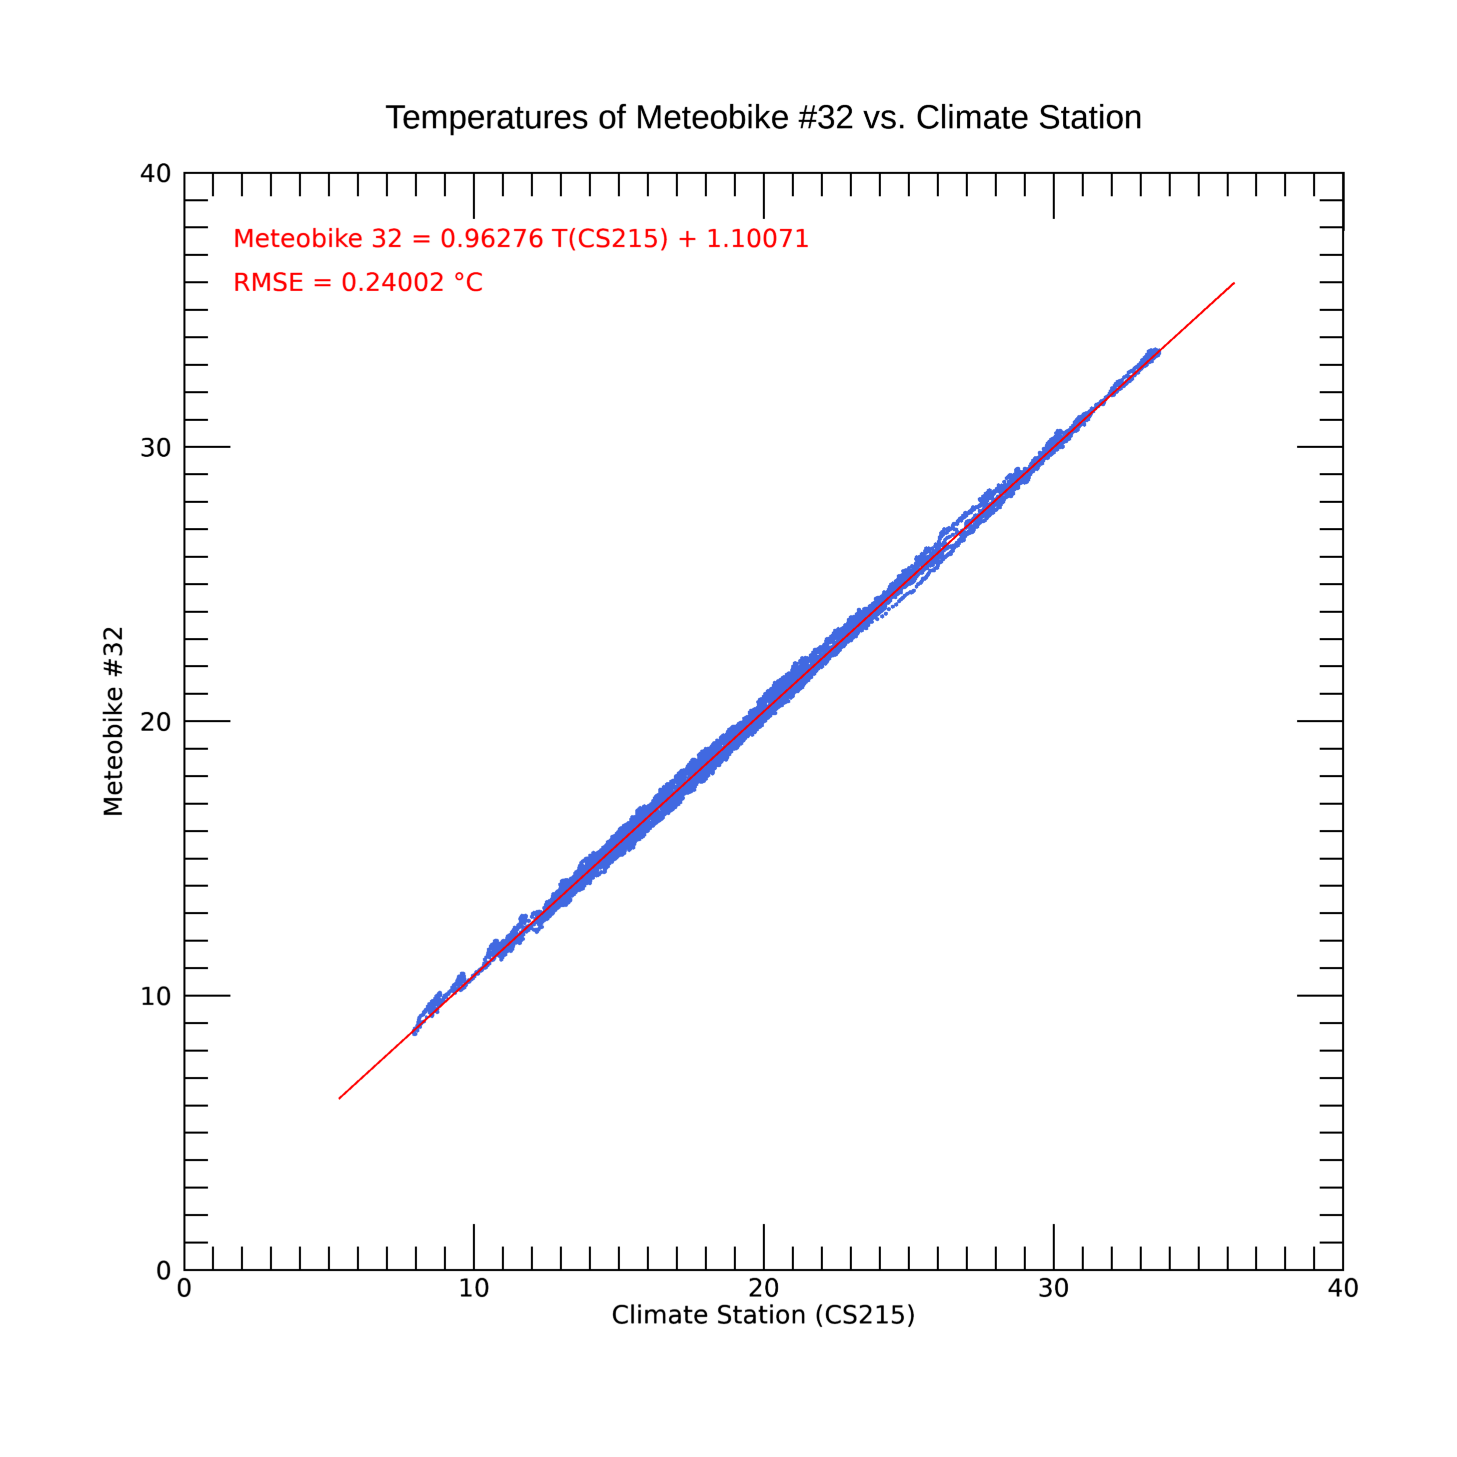 Temperatures of Meteobike #32 vs. Climate Station
40
Meteobike 32 = 0.96276 T(CS215) + 1.10071
RMSE = 0.24002 °C
30
Meteobike #32
20
10
0
0 10 20 30 40
Climate Station (CS215)